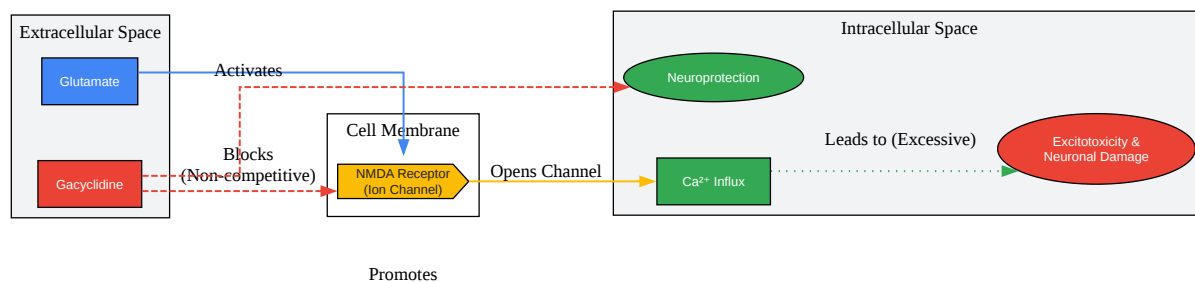 Extracellular Space
Glutamate
Gacyclidine
Activates
Blocks
(Non-competitive)
Cell Membrane
NMDA Receptor
(Ion Channel)
Opens Channel
Intracellular Space
Neuroprotection
Ca²⁺ Influx
Leads to (Excessive)
Excitotoxicity &
Neuronal Damage
Promotes